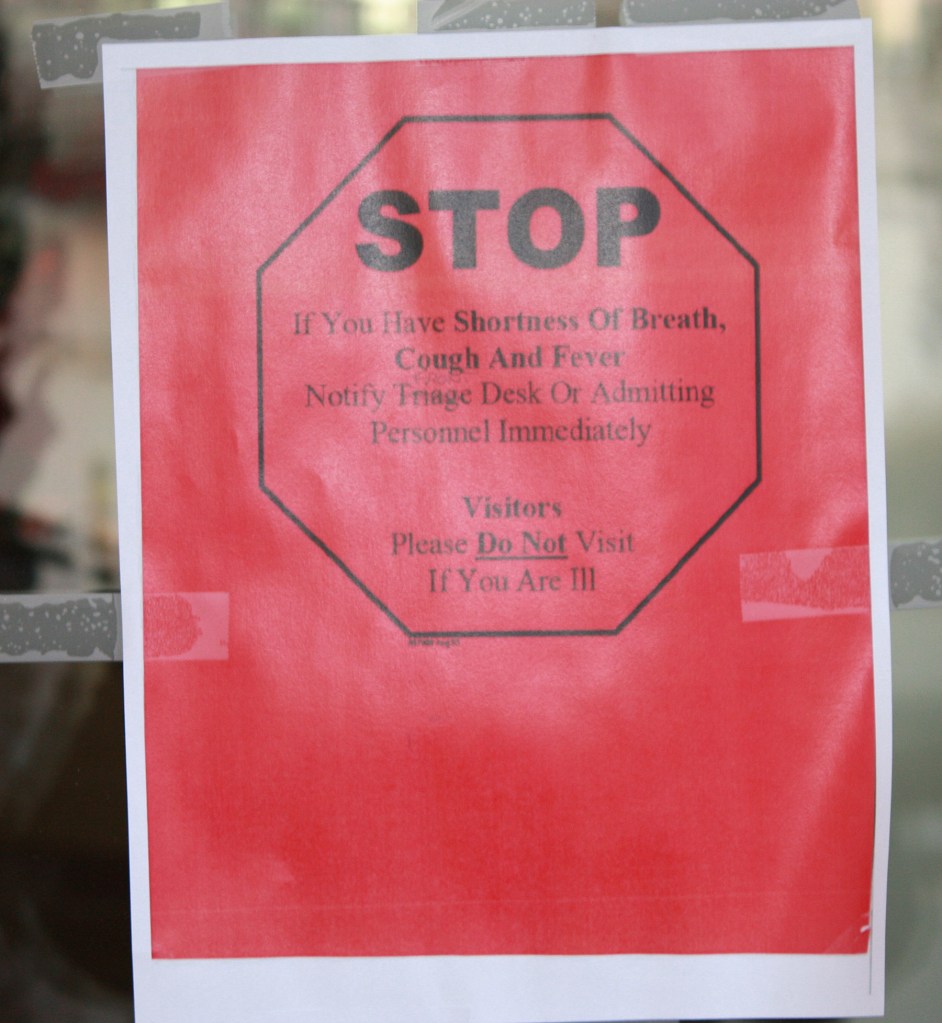 STOP
If You Have Shortness Of Breath,
Cough And Fever
Notify Triage Desk Or Admitting
Personnel Immediately
Visitors
Please Do Not Visit
If You Are Ill